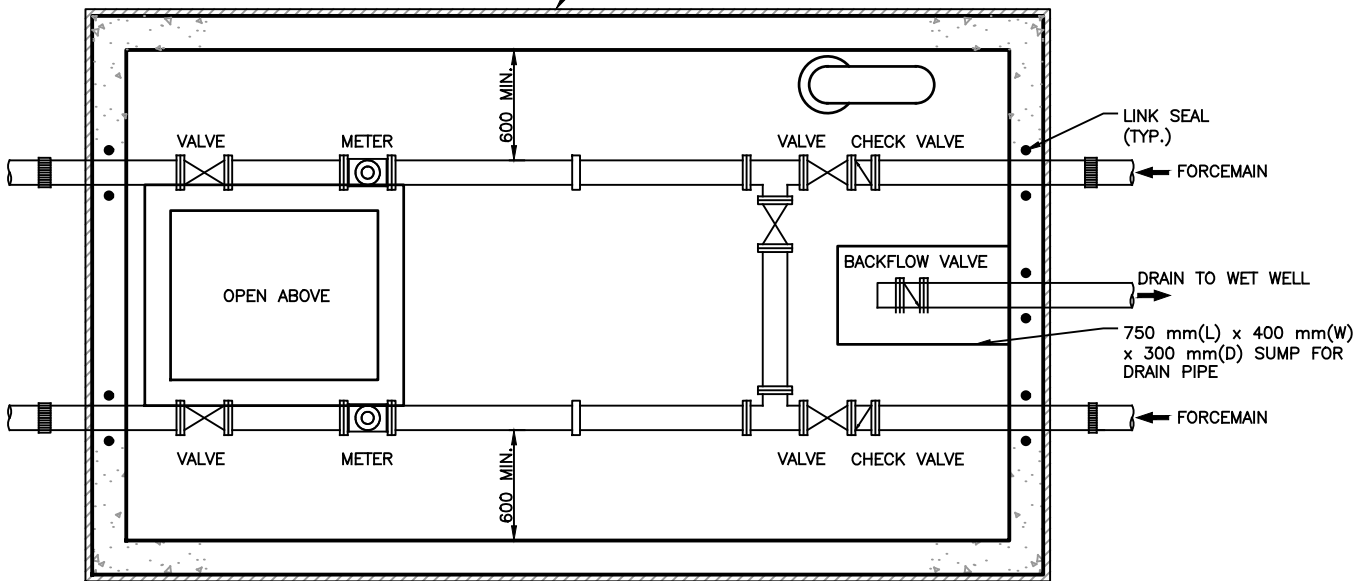 600 MIN.
LINK SEAL
(TYP.)
VALVE
METER
VALVE
CHECK VALVE
FORCEMAIN
BACKFLOW VALVE
DRAIN TO WET WELL
OPEN ABOVE
750 mm(L) x 400 mm(W)
x 300 mm(D) SUMP FOR
DRAIN PIPE
FORCEMAIN
VALVE
METER
VALVE
CHECK VALVE
600 MIN.